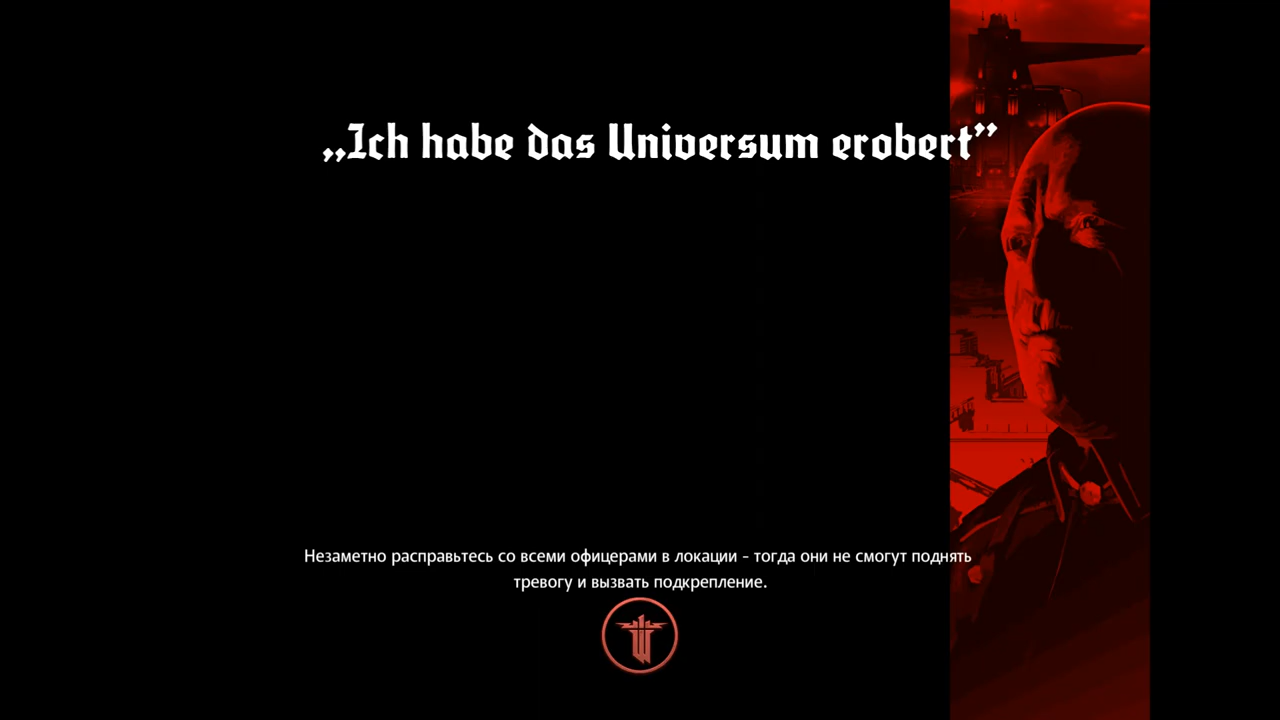 „Ich habe das Universum erobert”
Незаметно расправьтесь со всеми офицерами в локации - тогда они не смогут поднять
тревогу и вызвать подкрепление.